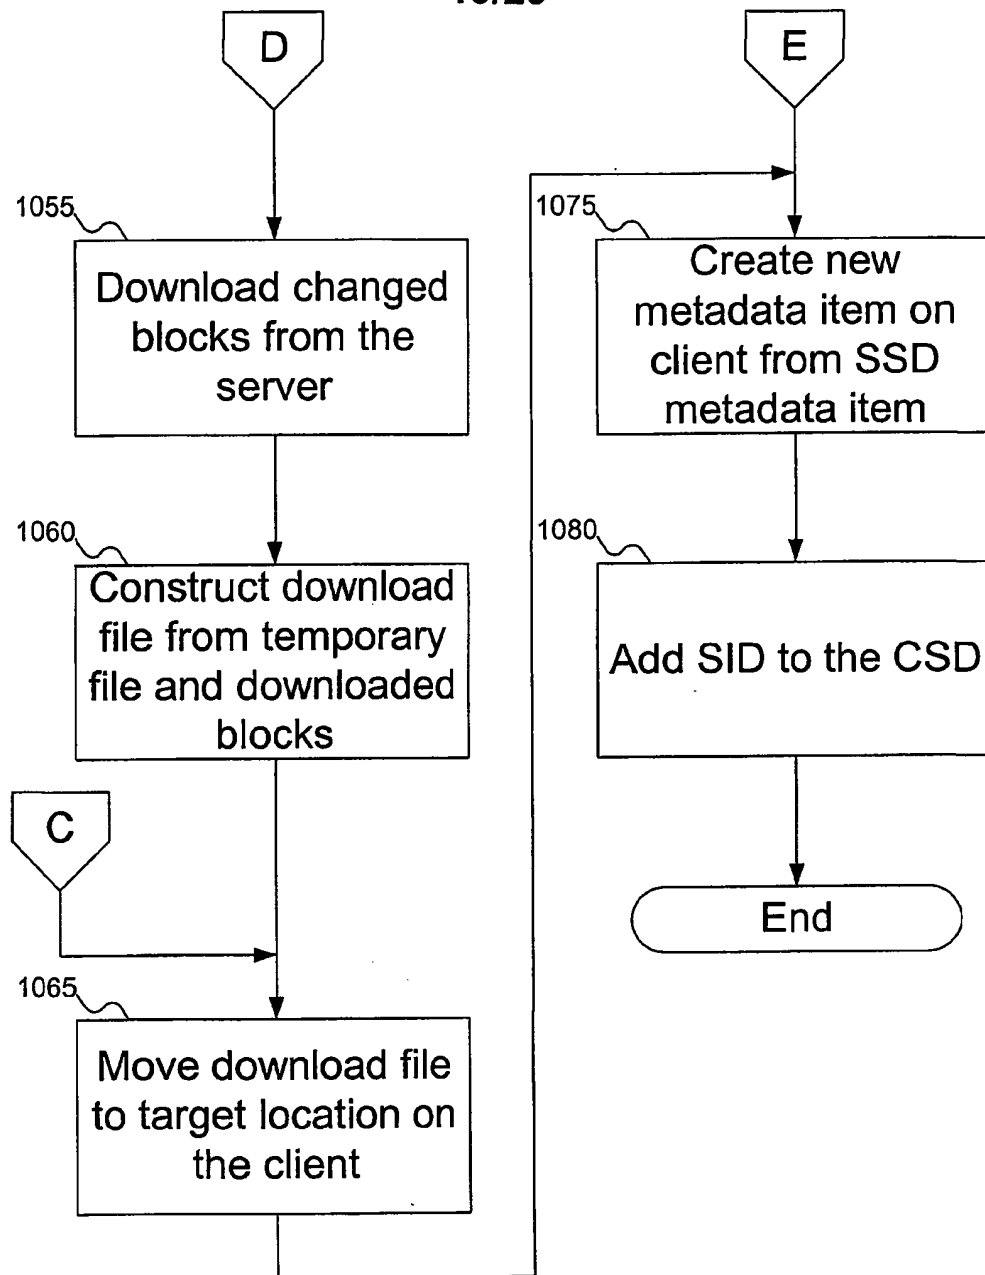 D
1055
Download changed
blocks from the
server
1060
Construct download
file from temporary
file and downloaded
blocks
C
1065
Move download file
to target location on
the client
E
1075
Create new
metadata item on
client from SSD
metadata item
1080
Add SID to the CSD
End